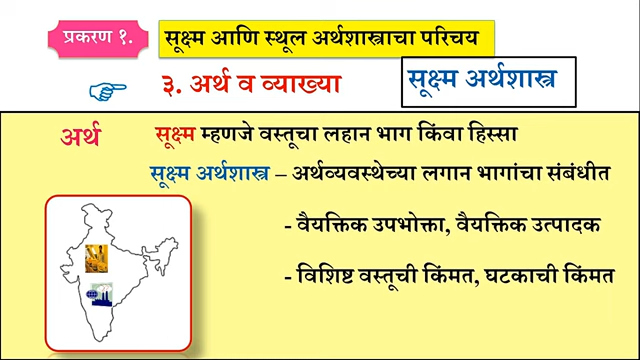 प्रकरण १.
सूक्ष्म आणि स्थूल अर्थशास्त्राचा परिचय
३. अर्थ व व्याख्या
सूक्ष्म अर्थशास्त्र
अर्थ
सूक्ष्म म्हणजे वस्तूचा लहान भाग किंवा हिस्सा
सूक्ष्म अर्थशास्त्र – अर्थव्यवस्थेच्या लगान भागांचा संबंधीत
- वैयक्तिक उपभोक्ता, वैयक्तिक उत्पादक
- विशिष्ट वस्तूची किंमत, घटकाची किंमत